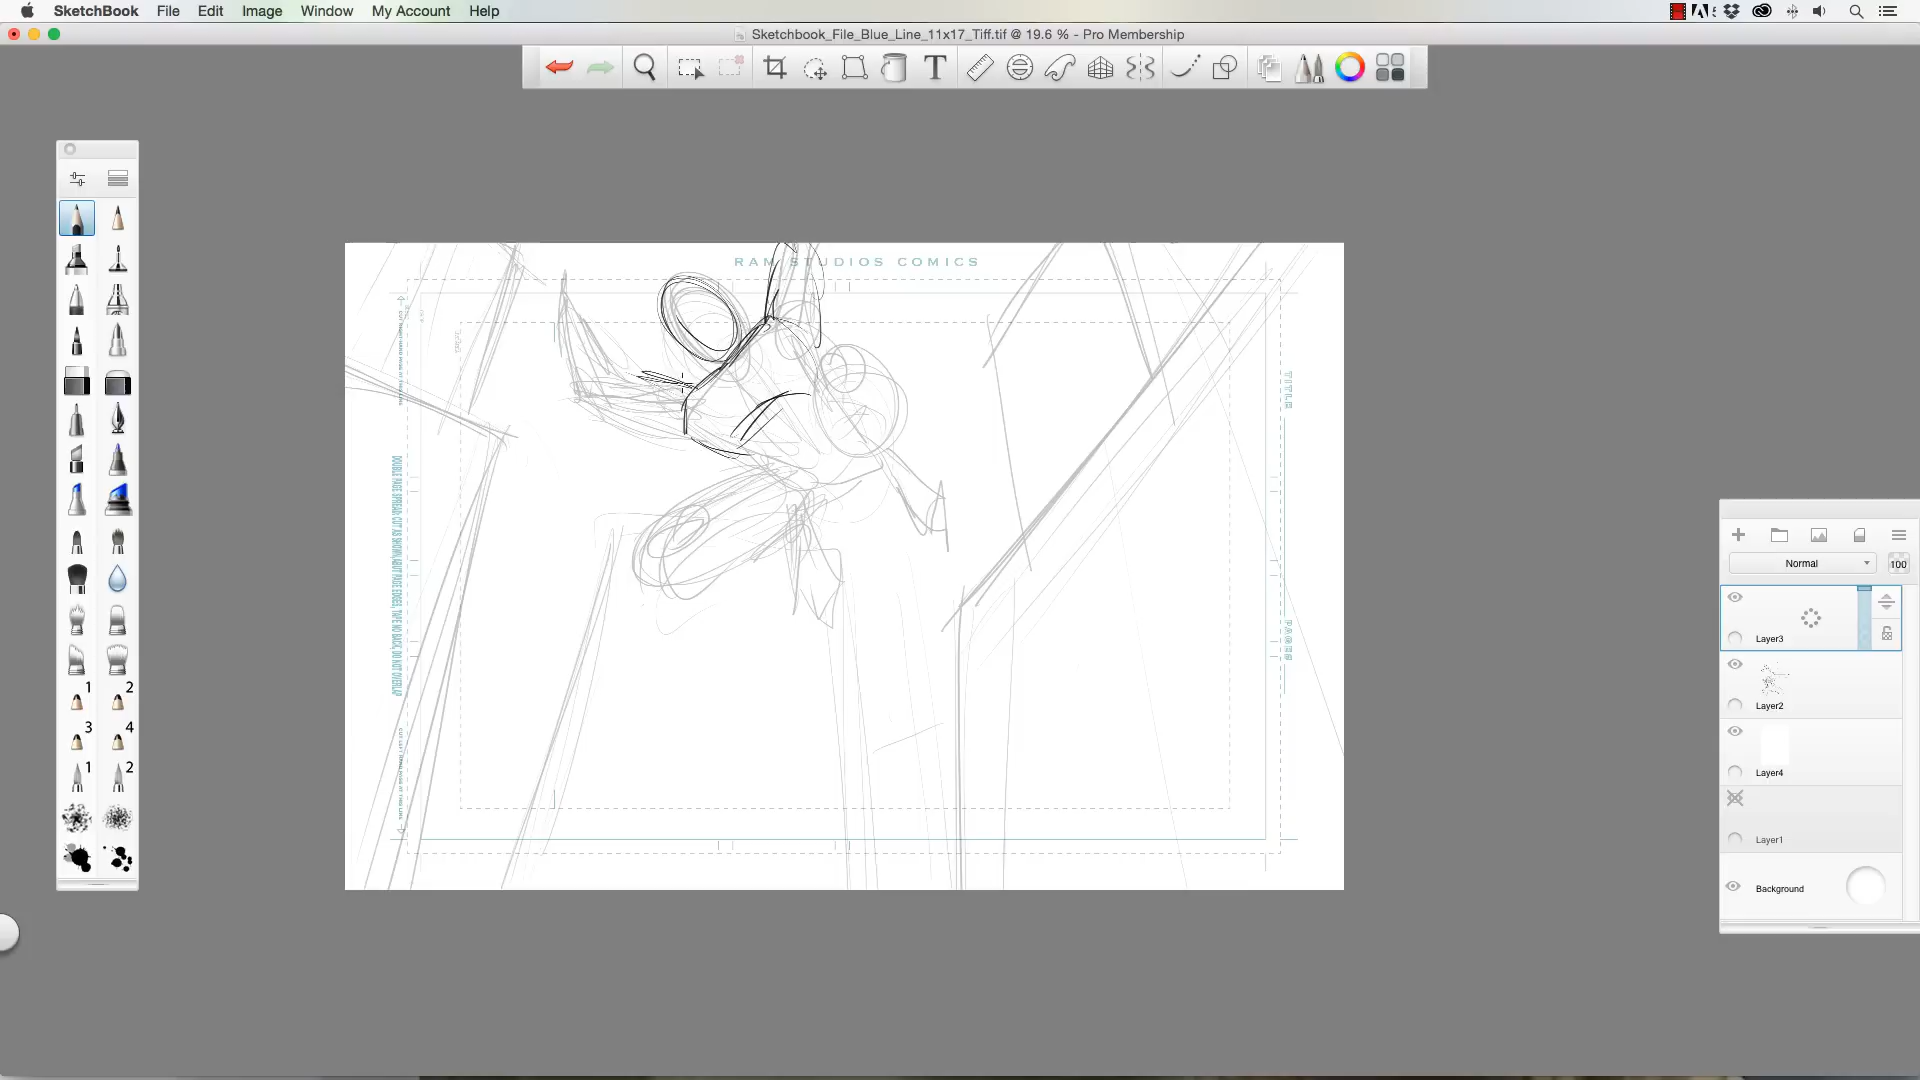 SketchBook File Edit Image Window My Account Help
Sketchbook_File_Blue_Line_11x17_Tiff.tif @ 19.6 % - Pro Membership
RAM STUDIOS COMICS
TITLE
PAGE#
Normal
100
Layer3
Layer2
Layer4
Layer1
Background
1 2
3 4
1 2